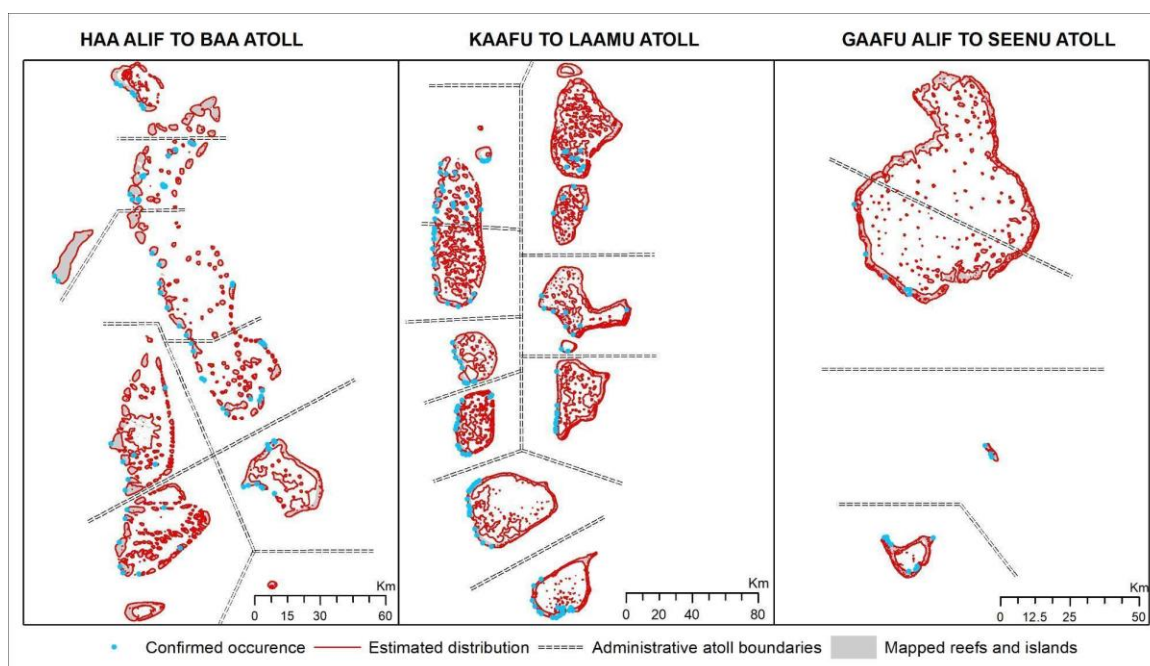 HAA ALIF TO BAA ATOLL
KAAFU TO LAAMU ATOLL
GAAFU ALIF TO SEENU ATOLL
Km
0 15 30 60
Km
0 20 40 80
Km
0 12.5 25 50
Confirmed occurence
Estimated distribution
Administrative atoll boundaries
Mapped reefs and islands